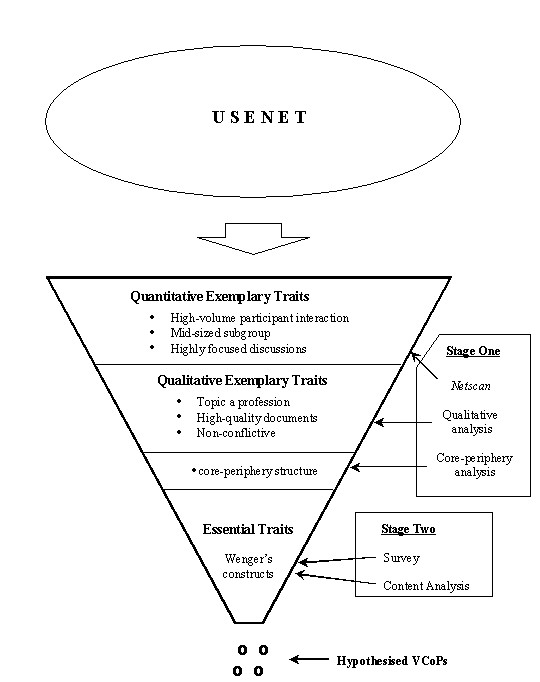 U S E N E T
Quantitative Exemplary Traits
• High-volume participant interaction
• Mid-sized subgroup
• Highly focused discussions
Qualitative Exemplary Traits
• Topic a profession
• High-quality documents
• Non-conflictive
•core-periphery structure
Essential Traits
Wenger's
constructs
Stage One
Netscan
Qualitative
analysis
Core-periphery
analysis
Stage Two
Survey
Content Analysis
o o
o o
Hypothesised VCoPs